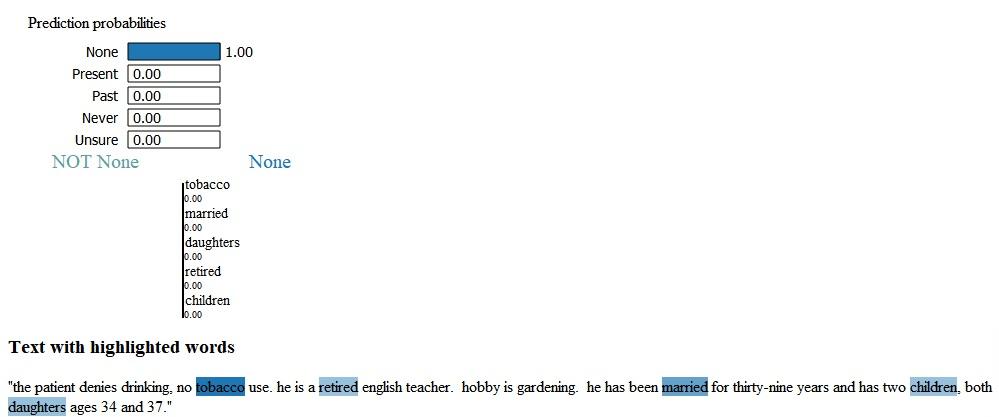 Prediction probabilities
None 1.00
Present 0.00
Past 0.00
Never 0.00
Unsure 0.00
NOT None None
tobacco
0.00
married
0.00
daughters
0.00
retired
0.00
children
0.00
Text with highlighted words
"the patient denies drinking, no tobacco use. he is a retired english teacher.  hobby is gardening.  he has been married for thirty-nine years and has two children, both
daughters ages 34 and 37."